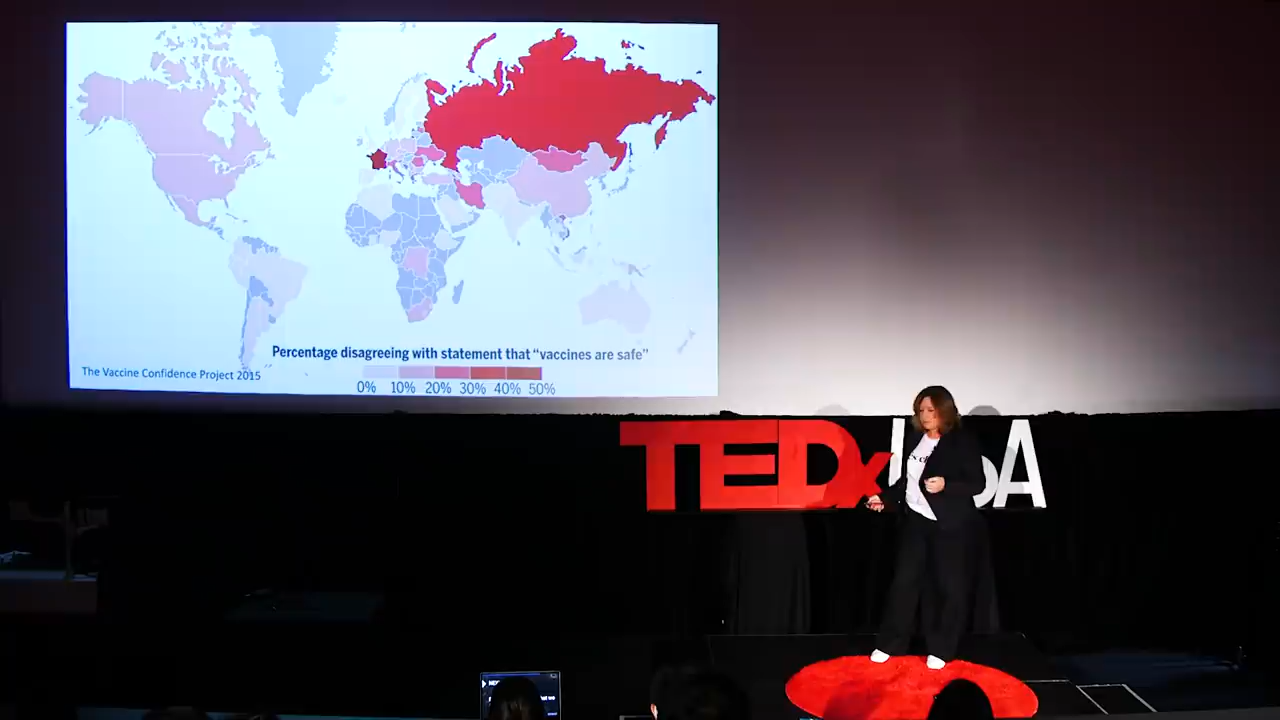 Percentage disagreeing with statement that “vaccines are safe”
The Vaccine Confidence Project 2015
0% 10% 20% 30% 40% 50%
TEDx
A